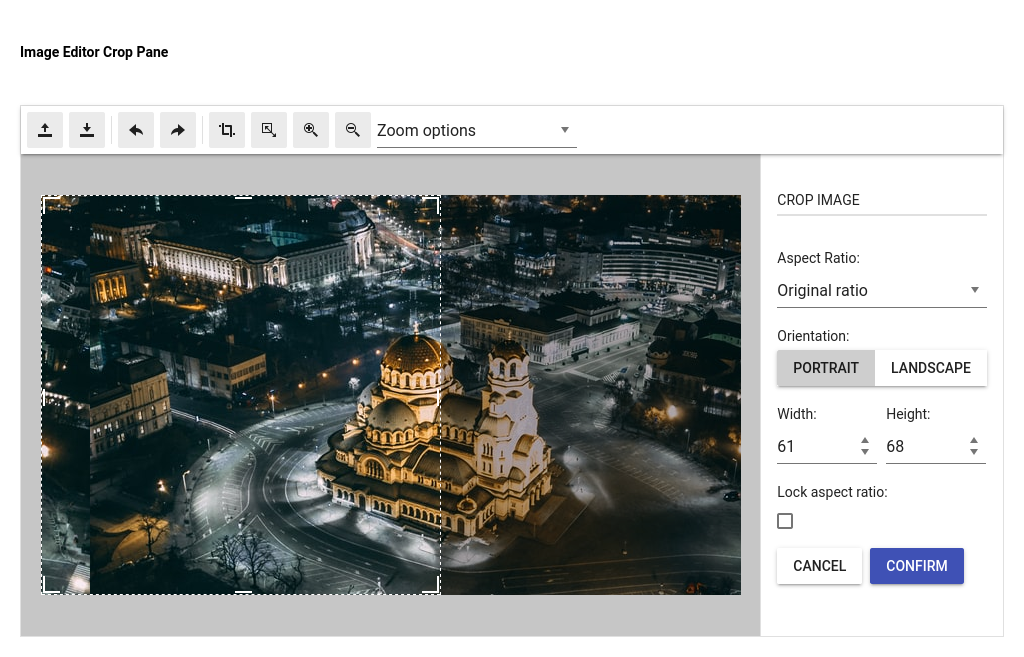 Image Editor Crop Pane
Zoom options
CROP IMAGE
Aspect Ratio:
Original ratio
Orientation:
PORTRAIT LANDSCAPE
Width: Height:
61 68
Lock aspect ratio:
CANCEL CONFIRM